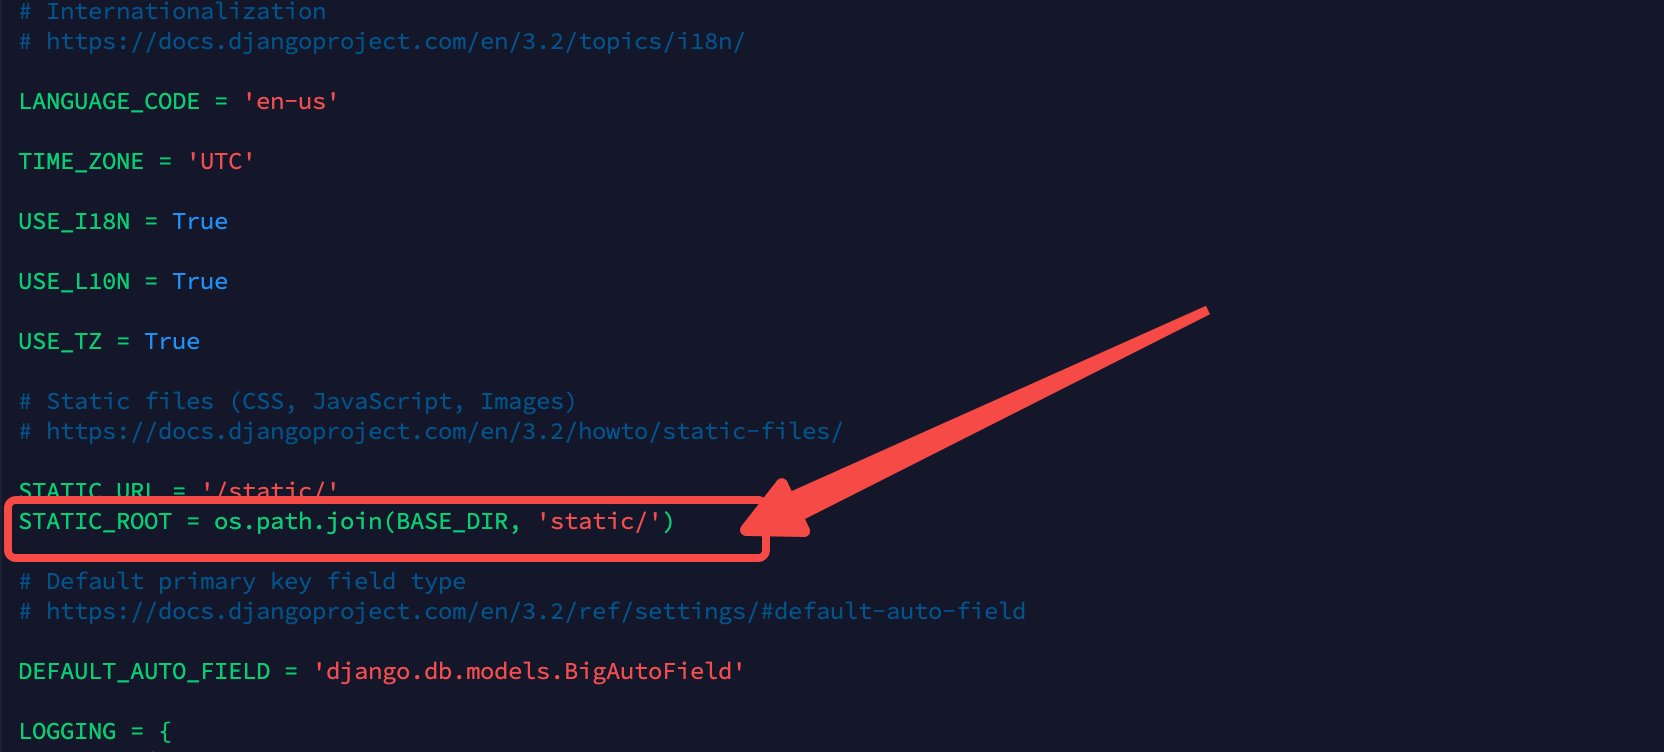 # Internationalization
# https://docs.djangoproject.com/en/3.2/topics/i18n/
LANGUAGE_CODE = 'en-us'
TIME_ZONE = 'UTC'
USE_I18N = True
USE_L10N = True
USE_TZ = True
# Static files (CSS, JavaScript, Images)
# https://docs.djangoproject.com/en/3.2/howto/static-files/
STATIC_URL = '/static/'
STATIC_ROOT = os.path.join(BASE_DIR, 'static/')
# Default primary key field type
# https://docs.djangoproject.com/en/3.2/ref/settings/#default-auto-field
DEFAULT_AUTO_FIELD = 'django.db.models.BigAutoField'
LOGGING = {